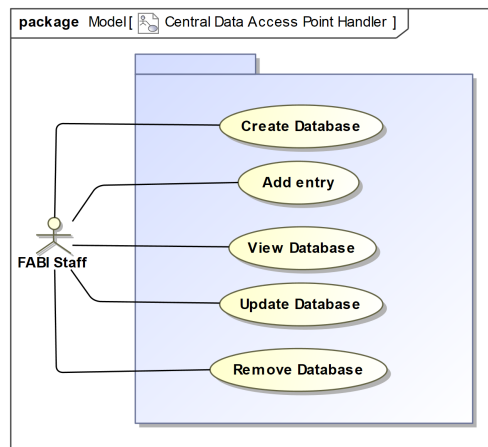 package Model [ Central Data Access Point Handler ]
Create Database
Add entry
View Database
FABI Staff
Update Database
Remove Database